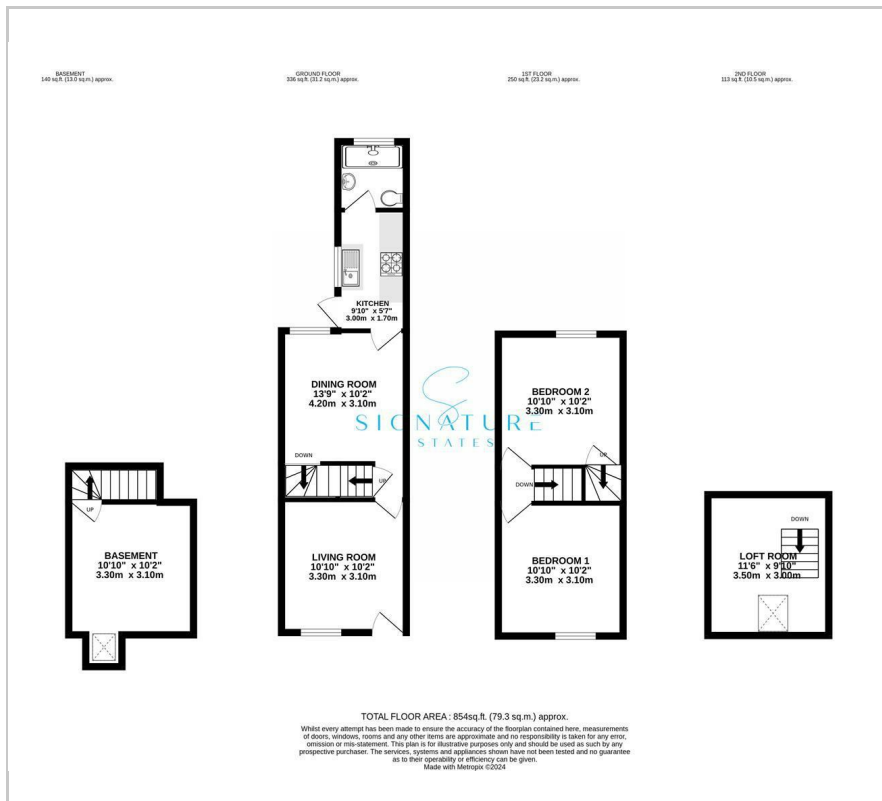 BASEMENT
140 sq.ft. (13.0 sq.m.) approx.
GROUND FLOOR
336 sq.ft. (31.2 sq.m.) approx.
1ST FLOOR
250 sq.ft. (23.2 sq.m.) approx.
2ND FLOOR
113 sq.ft. (10.5 sq.m.) approx.
KITCHEN
9'10" x 5'7"
3.00m x 1.70m
DINING ROOM
13'9" x 10'2"
4.20m x 3.10m
DOWN
UP
LIVING ROOM
10'10" x 10'2"
3.30m x 3.10m
UP
BASEMENT
10'10" x 10'2"
3.30m x 3.10m
BEDROOM 2
10'10" x 10'2"
3.30m x 3.10m
UP
DOWN
BEDROOM 1
10'10" x 10'2"
3.30m x 3.10m
DOWN
LOFT ROOM
11'6" x 9'10"
3.50m x 3.00m
S
SIGNATURE
ESTATES
TOTAL FLOOR AREA : 854sq.ft. (79.3 sq.m.) approx.
Whilst every attempt has been made to ensure the accuracy of the floorplan contained here, measurements
of doors, windows, rooms and any other items are approximate and no responsibility is taken for any error,
omission or mis-statement. This plan is for illustrative purposes only and should be used as such by any
prospective purchaser. The services, systems and appliances shown have not been tested and no guarantee
as to their operability or efficiency can be given.
Made with Metropix ©2024